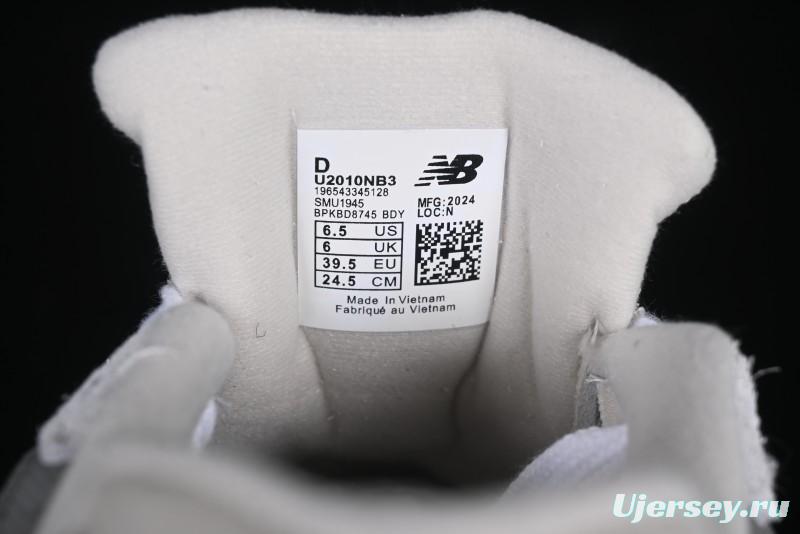 D
U2010NB3
196543345128
SMU1945
BPKBD8745 BDY
NB
MFG:2024
LOC:N
6.5 US
6 UK
39.5 EU
24.5 CM
Made In Vietnam
Fabriqué au Vietnam
Ujersey.ru